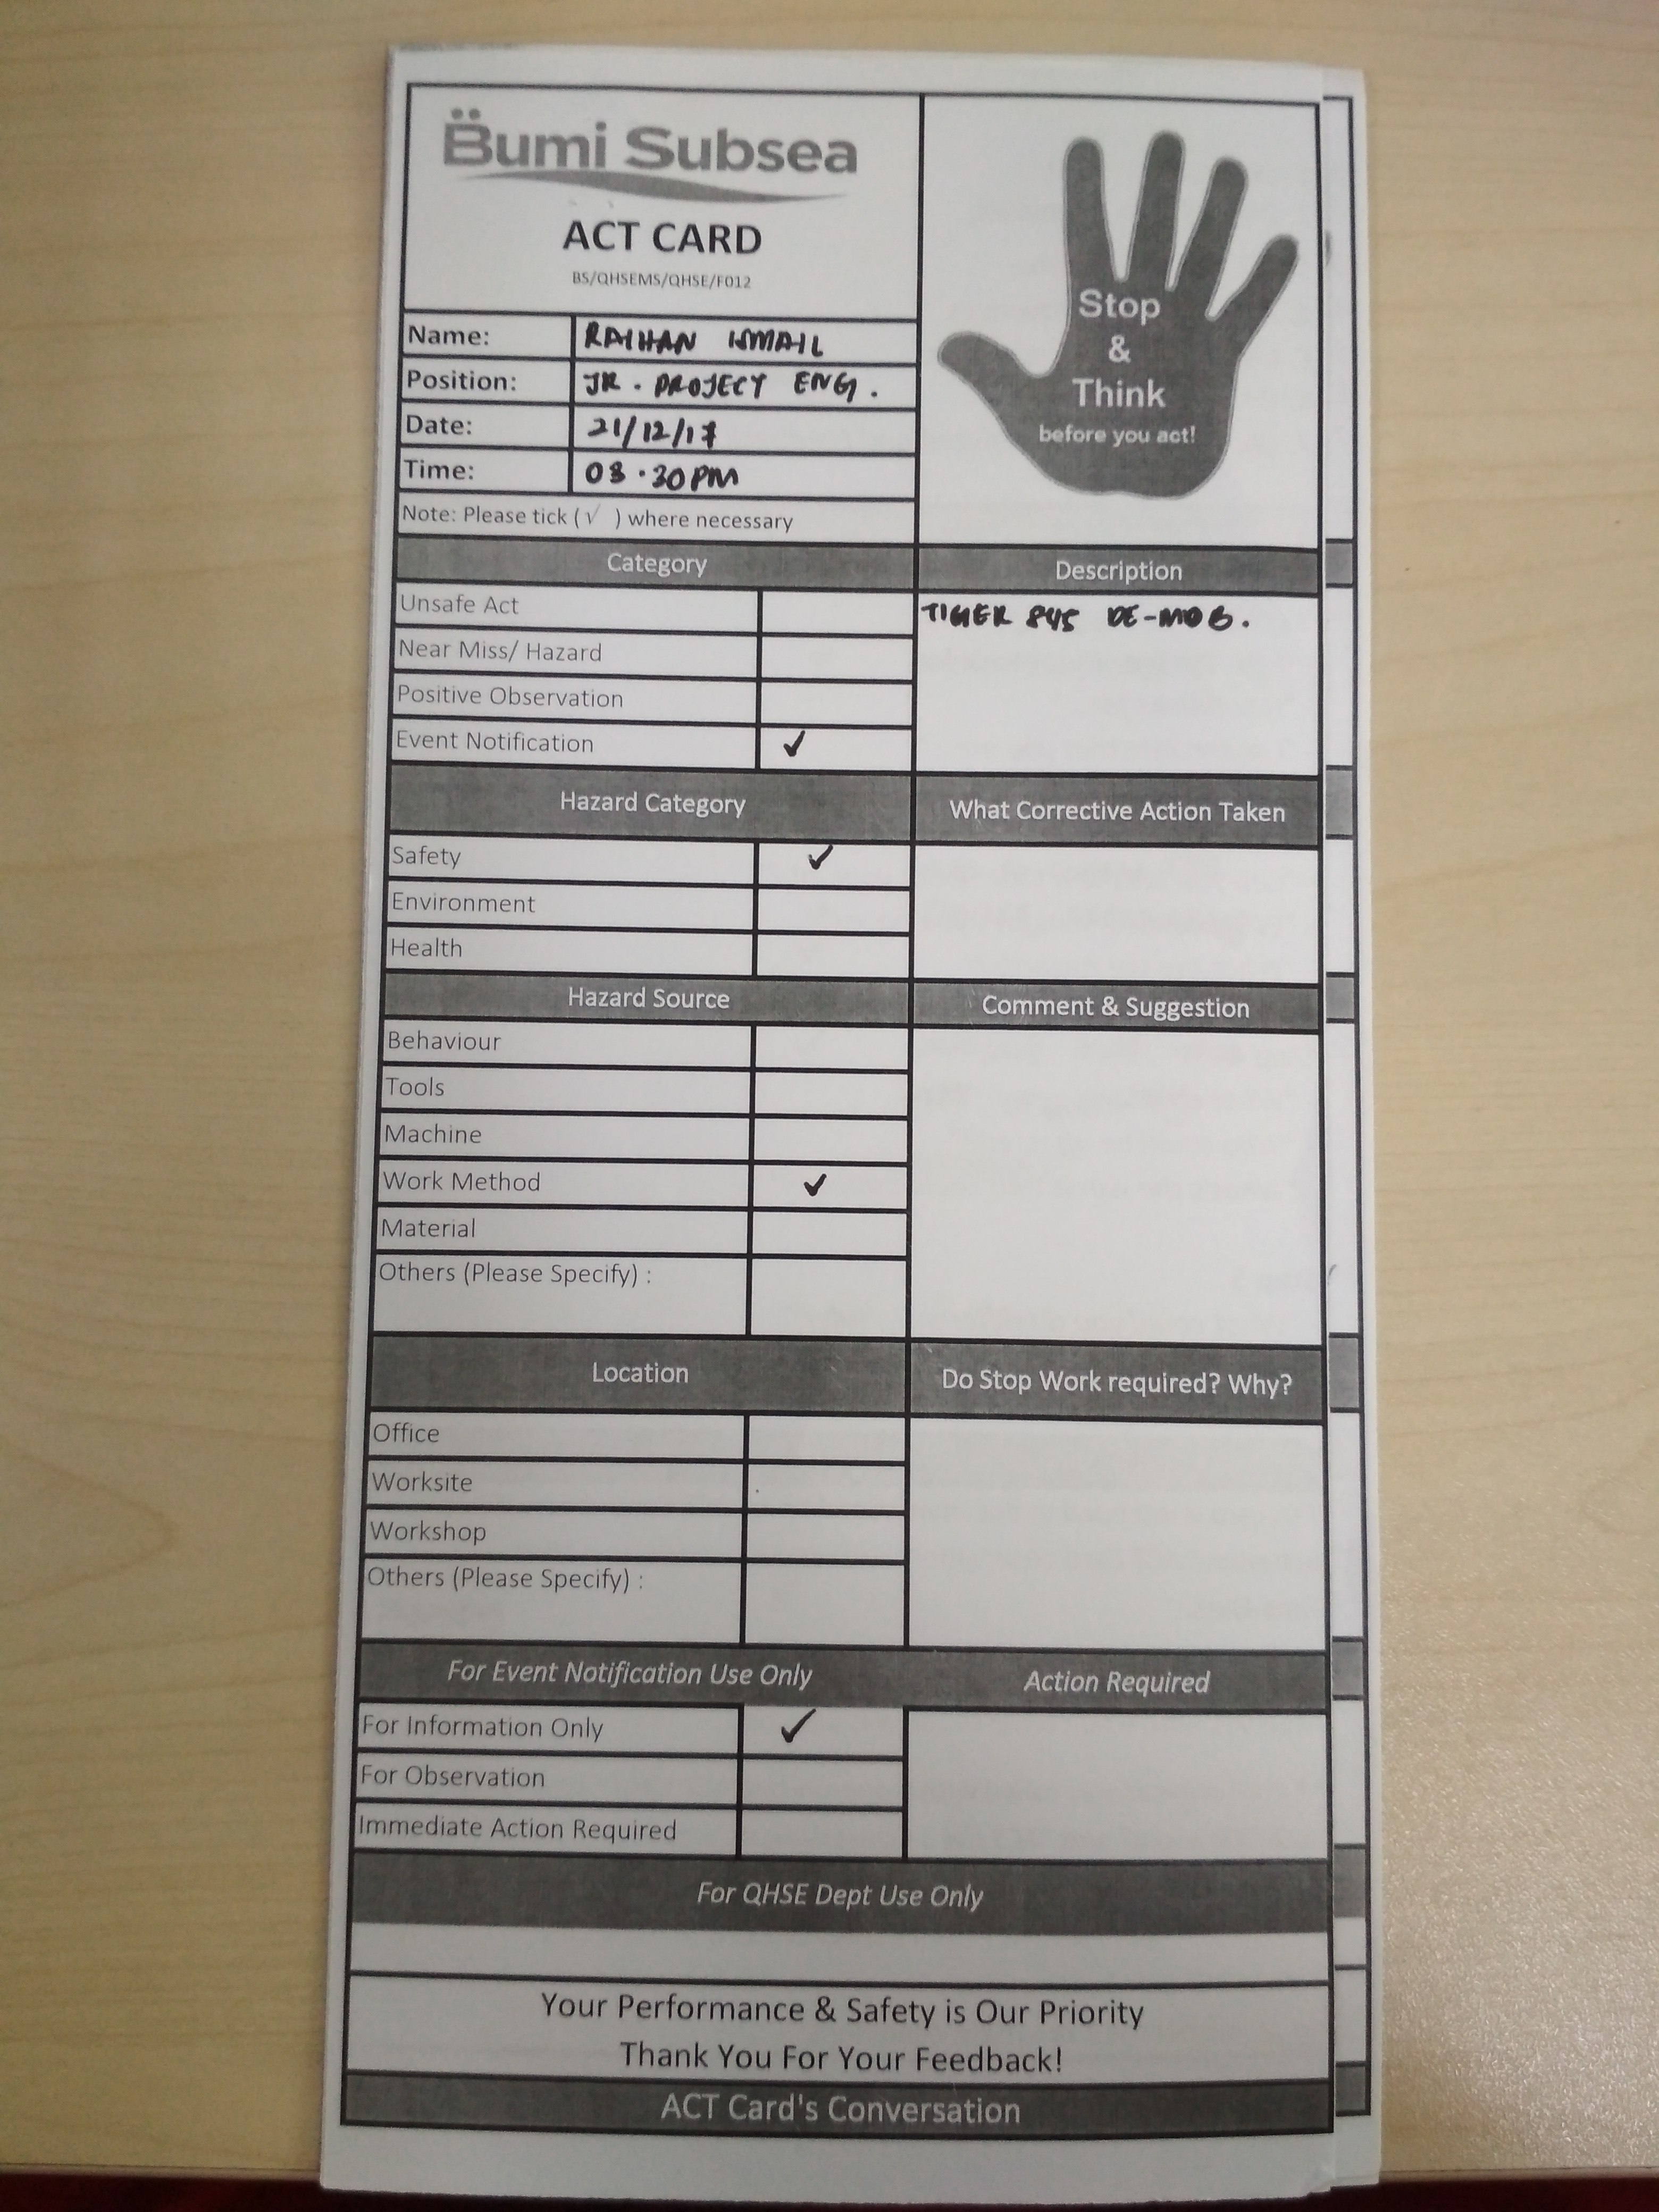 Bumi Subsea
ACT CARD
BS/QHSEMS/QHSE/F012
Stop
&
Think
before you act!
Name: RAIHAN ISMAIL
Position: JR. PROJECT ENG.
Date: 21/12/17
Time: 03.30PM
Note: Please tick (√ ) where necessary
Category Description
Unsafe Act TIGER 845 DE-MOB.
Near Miss/ Hazard
Positive Observation
Event Notification ✓
Hazard Category What Corrective Action Taken
Safety ✓
Environment
Health
Hazard Source Comment & Suggestion
Behaviour
Tools
Machine
Work Method ✓
Material
Others (Please Specify) :
Location Do Stop Work required? Why?
Office
Worksite
Workshop
Others (Please Specify) :
For Event Notification Use Only Action Required
For Information Only ✓
For Observation
Immediate Action Required
For QHSE Dept Use Only
Your Performance & Safety is Our Priority
Thank You For Your Feedback!
ACT Card's Conversation